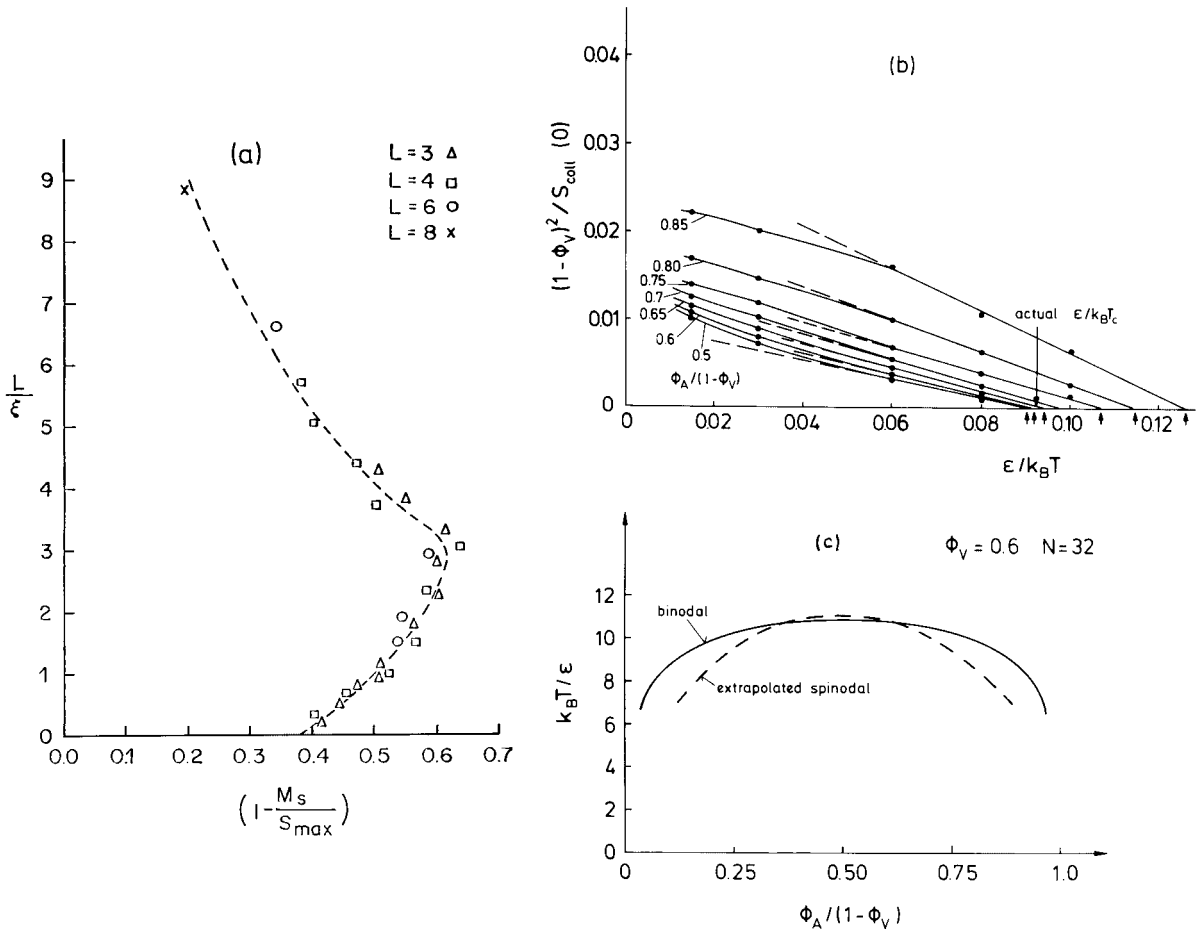 (a)
L = 3 Δ
L = 4 □
L = 6 ○
L = 8 x
9
8
7
6
5
4
3
2
1
0
0.0 0.1 0.2 0.3 0.4 0.5 0.6 0.7
(1 - M_s / S_max)
(b)
0.04
0.03
0.02
0.01
0
(1-Φ_V)² / S_coll (0)
0.85
0.80
0.75
0.7
0.65
0.6
0.5
Φ_A/(1-Φ_V)
actual ε/k_BT_c
0 0.02 0.04 0.06 0.08 0.10 0.12
ε/k_BT
(c)
Φ_V = 0.6 N = 32
12
10
8
6
4
2
0
k_BT/ε
binodal
extrapolated spinodal
0 0.25 0.50 0.75 1.0
Φ_A/(1-Φ_V)